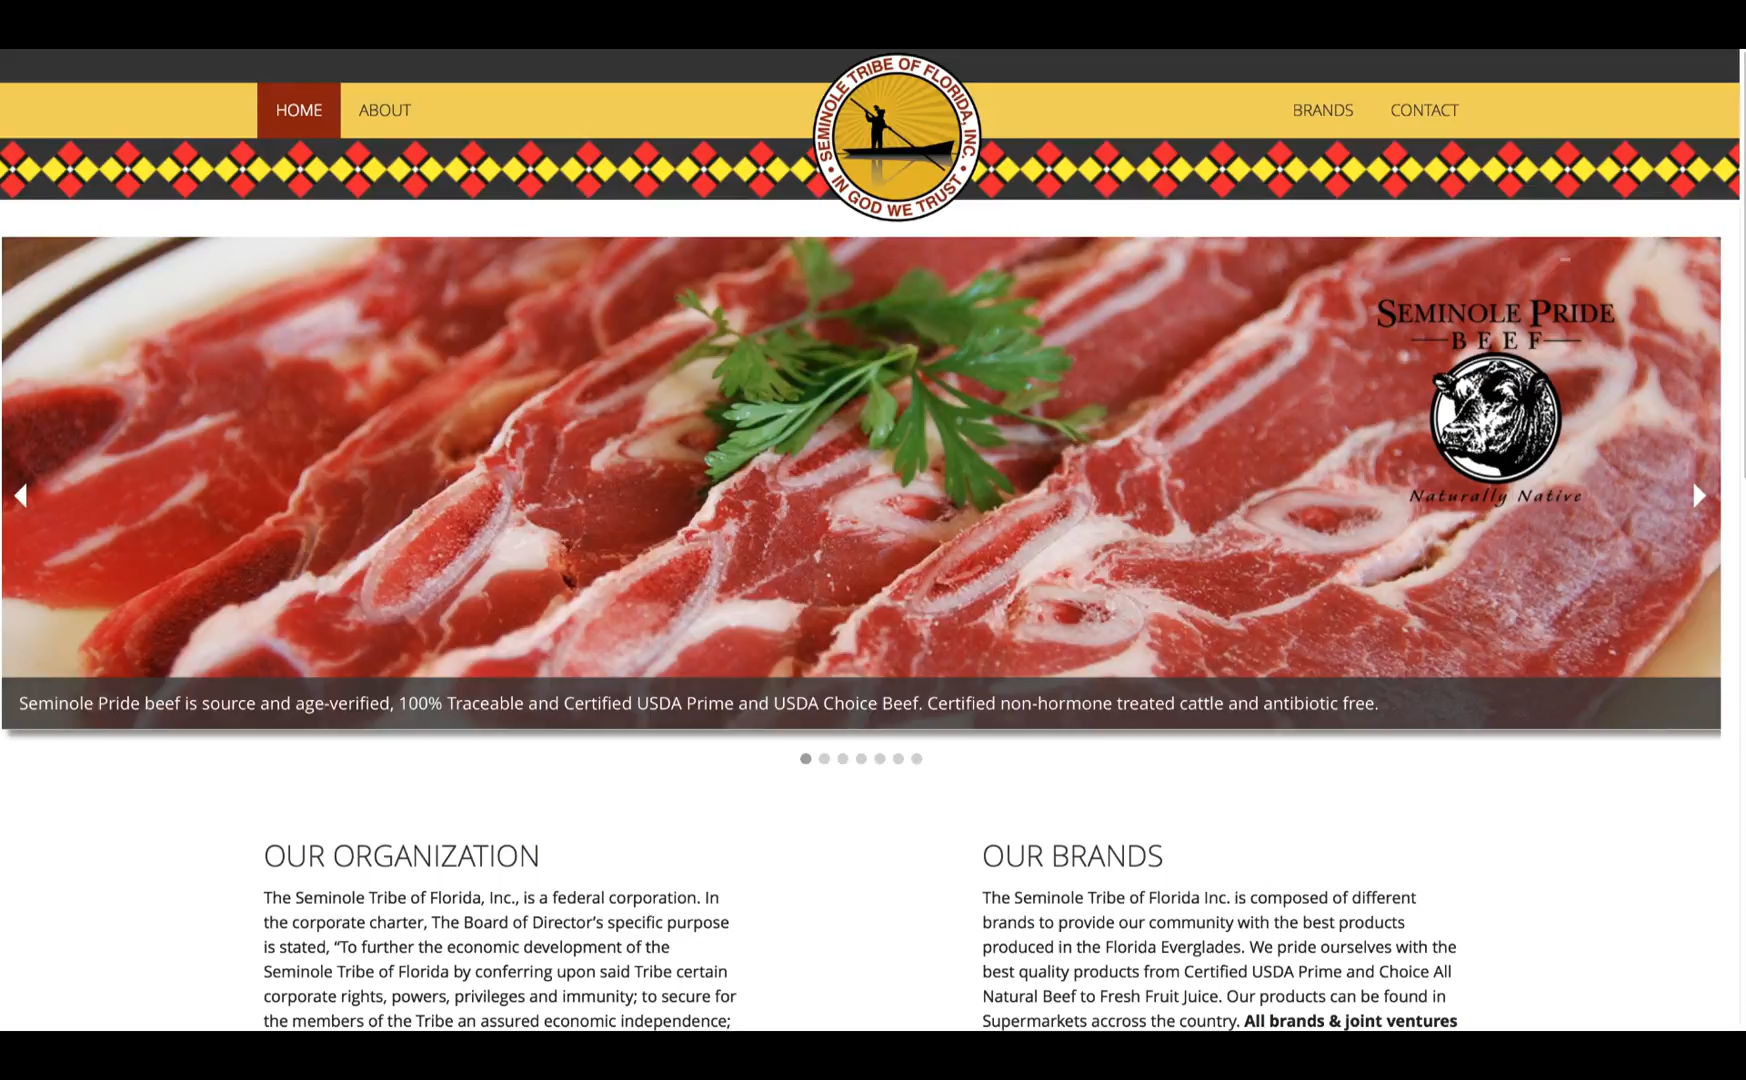 HOME
ABOUT
SEMINOLE TRIBE OF FLORIDA, INC.
• IN GOD WE TRUST •
BRANDS
CONTACT
SEMINOLE PRIDE
BEEF
Naturally Native
Seminole Pride beef is source and age-verified, 100% Traceable and Certified USDA Prime and USDA Choice Beef. Certified non-hormone treated cattle and antibiotic free.
OUR ORGANIZATION
The Seminole Tribe of Florida, Inc., is a federal corporation. In
the corporate charter, The Board of Director’s specific purpose
is stated, “To further the economic development of the
Seminole Tribe of Florida by conferring upon said Tribe certain
corporate rights, powers, privileges and immunity; to secure for
the members of the Tribe an assured economic independence;
OUR BRANDS
The Seminole Tribe of Florida Inc. is composed of different
brands to provide our community with the best products
produced in the Florida Everglades. We pride ourselves with the
best quality products from Certified USDA Prime and Choice All
Natural Beef to Fresh Fruit Juice. Our products can be found in
Supermarkets accross the country. All brands & joint ventures